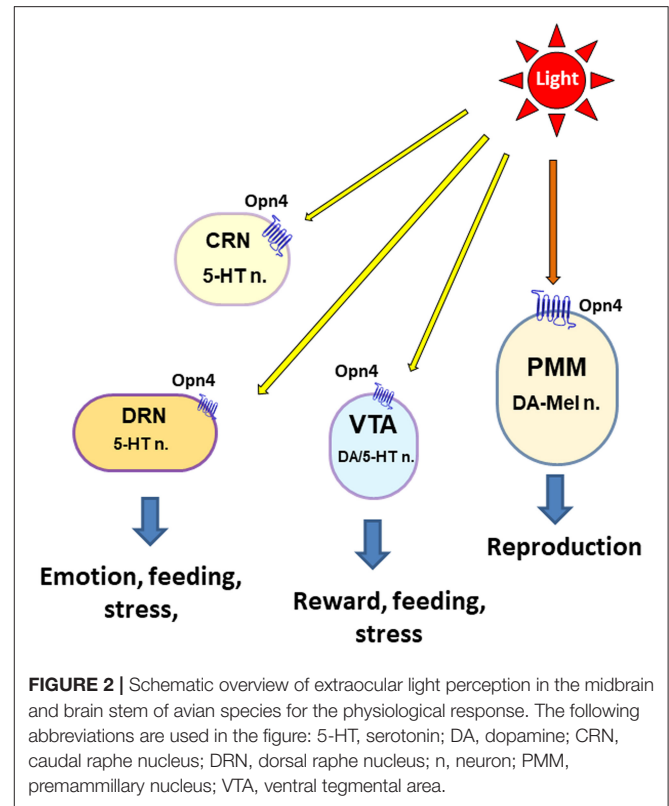 Light
Opn4
CRN
5-HT n.
Opn4
PMM
DA-Mel n.
Opn4
DRN
5-HT n.
Opn4
VTA
DA/5-HT n.
Reproduction
Emotion, feeding,
stress,
Reward, feeding,
stress
FIGURE 2 | Schematic overview of extraocular light perception in the midbrain
and brain stem of avian species for the physiological response. The following
abbreviations are used in the figure: 5-HT, serotonin; DA, dopamine; CRN,
caudal raphe nucleus; DRN, dorsal raphe nucleus; n, neuron; PMM,
premammillary nucleus; VTA, ventral tegmental area.